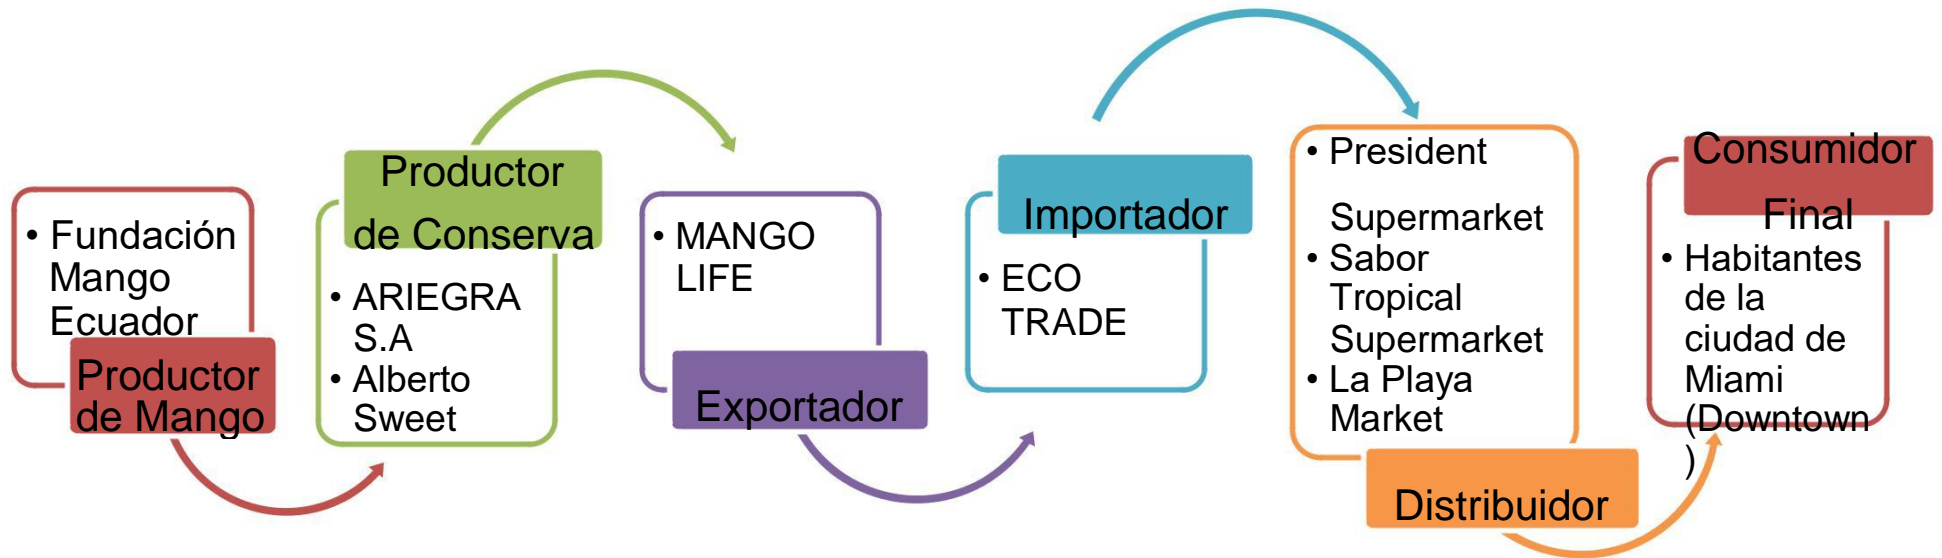 • Fundación
Mango
Ecuador
Productor
de Mango
Productor
de Conserva
• ARIEGRA
S.A
• Alberto
Sweet
• MANGO
LIFE
Exportador
Importador
• ECO
TRADE
• President
Supermarket
• Sabor
Tropical
Supermarket
• La Playa
Market
Distribuidor
Consumidor
Final
• Habitantes
de la
ciudad de
Miami
(Downtown
)